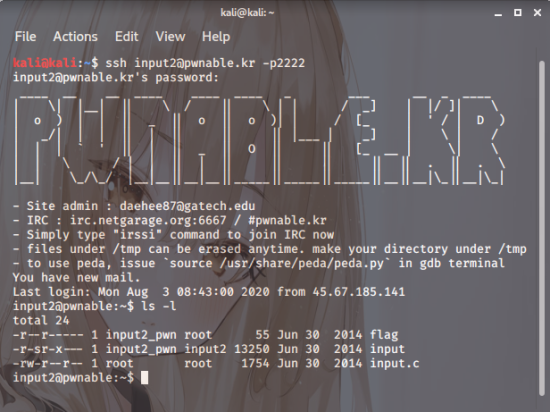 kali@kali: ~
File Actions Edit View Help
kali@kali:~$ ssh input2@pwnable.kr -p2222
input2@pwnable.kr's password:
PWNABLE.KR
- Site admin : daehee87@gatech.edu
- IRC : irc.netgarage.org:6667 / #pwnable.kr
- Simply type "irssi" command to join IRC now
- files under /tmp can be erased anytime. make your directory under /tmp
- to use peda, issue `source /usr/share/peda/peda.py` in gdb terminal
You have new mail.
Last login: Mon Aug  3 08:43:00 2020 from 45.67.185.141
input2@pwnable:~$ ls -l
total 24
-r--r----- 1 input2_pwn root      55 Jun 30  2014 flag
-r-sr-x--- 1 input2_pwn input2 13250 Jun 30  2014 input
-rw-r--r-- 1 root       root    1754 Jun 30  2014 input.c
input2@pwnable:~$